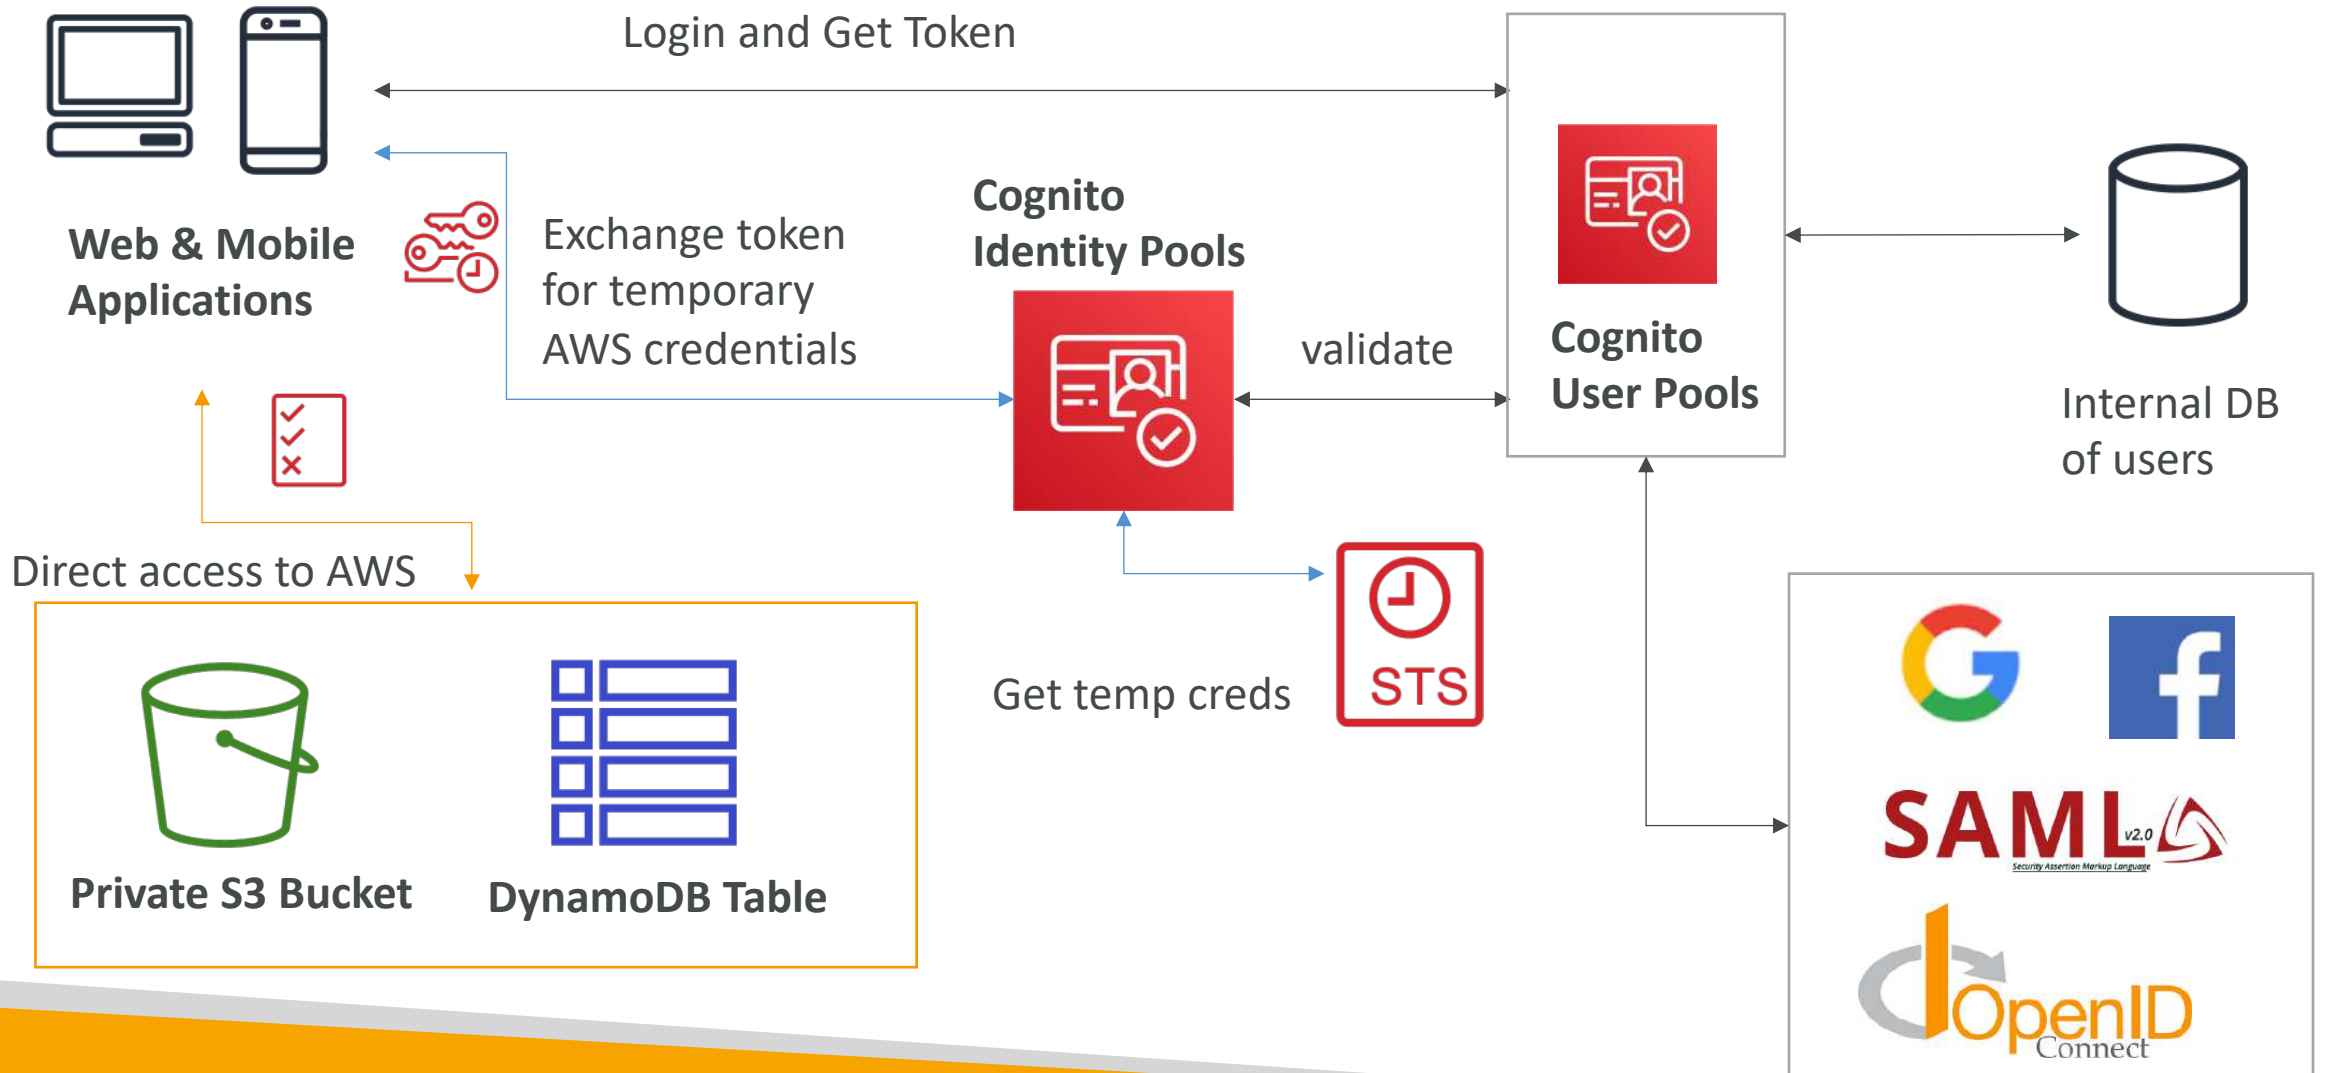 Login and Get Token
Web & Mobile
Applications
Exchange token
for temporary
AWS credentials
Cognito
Identity Pools
validate
Cognito
User Pools
Internal DB
of users
Direct access to AWS
Private S3 Bucket
DynamoDB Table
Get temp creds
STS
G
f
SAML
v2.0
Security Assertion Markup Language
OpenID
Connect